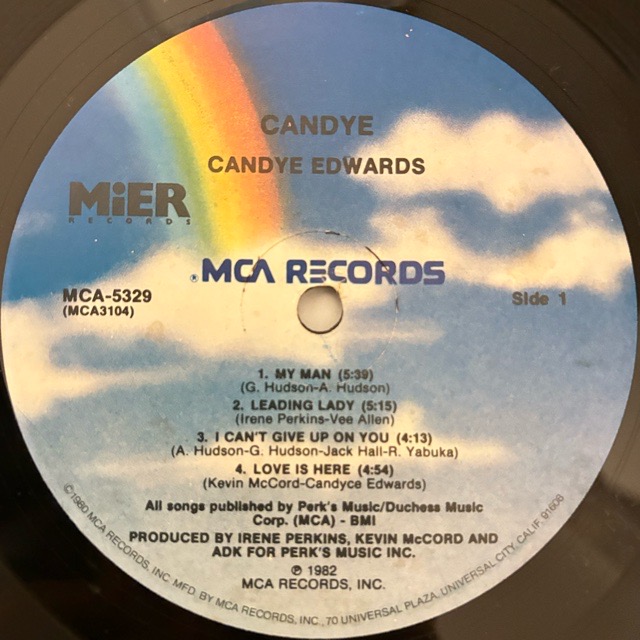 CANDYE
CANDYE EDWARDS
MiER
RECORDS
® MCA RECORDS
MCA-5329
(MCA3104)
Side 1
1. MY MAN (5:39)
(G. Hudson-A. Hudson)
2. LEADING LADY (5:15)
(Irene Perkins-Vee Allen)
3. I CAN'T GIVE UP ON YOU (4:13)
(A. Hudson-G. Hudson-Jack Hall-R. Yabuka)
4. LOVE IS HERE (4:54)
(Kevin McCord-Candyce Edwards)
All songs published by Perk's Music/Duchess Music
Corp. (MCA) - BMI
PRODUCED BY IRENE PERKINS, KEVIN McCORD AND
ADK FOR PERK'S MUSIC INC.
℗ 1982
MCA RECORDS, INC.
©1980 MCA RECORDS, INC. MFD. BY MCA RECORDS, INC., 70 UNIVERSAL PLAZA, UNIVERSAL CITY, CALIF. 91608